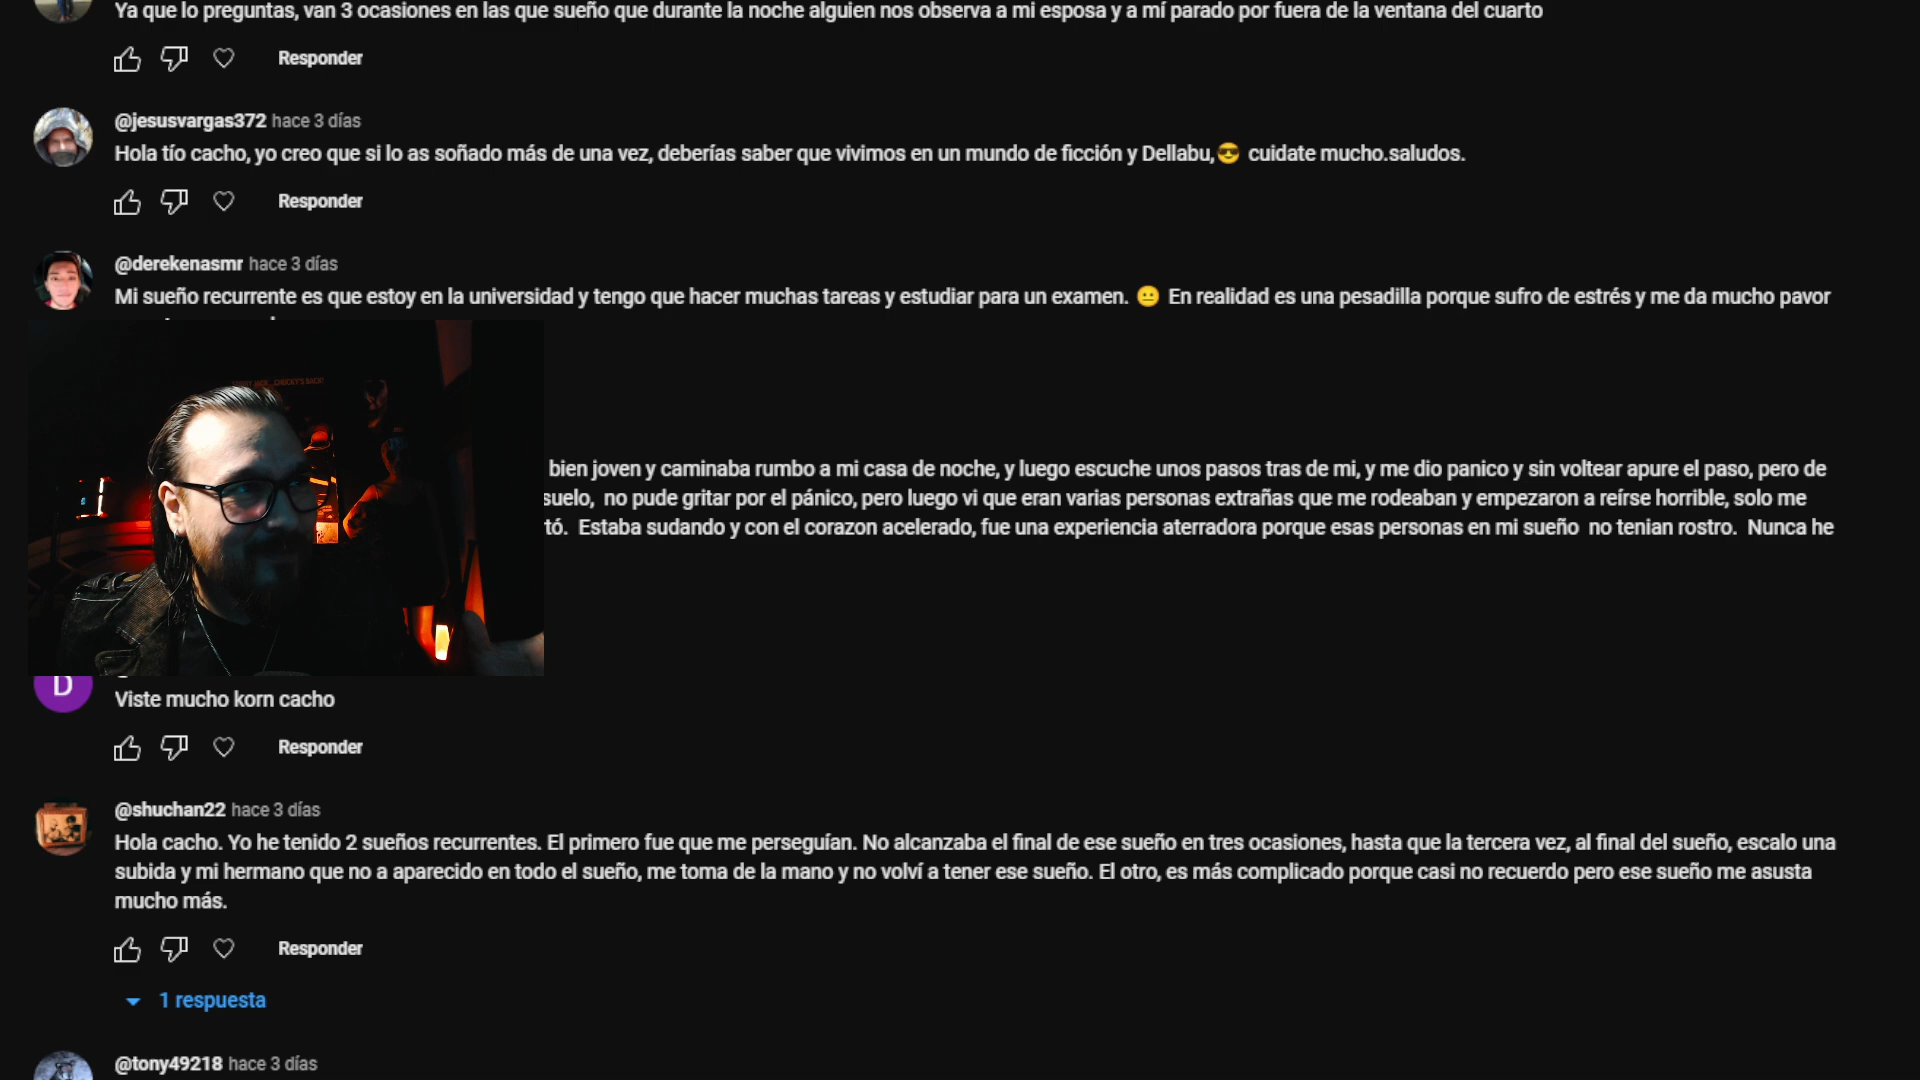 Ya que lo preguntas, van 3 ocasiones en las que sueño que durante la noche alguien nos observa a mi esposa y a mí parado por fuera de la ventana del cuarto
Responder
@jesusvargas372 hace 3 días
Hola tío cacho, yo creo que si lo as soñado más de una vez, deberías saber que vivimos en un mundo de ficción y Dellabu,😎 cuidate mucho.saludos.
Responder
@derekenasmr hace 3 días
Mi sueño recurrente es que estoy en la universidad y tengo que hacer muchas tareas y estudiar para un examen. 😐 En realidad es una pesadilla porque sufro de estrés y me da mucho pavor
bien joven y caminaba rumbo a mi casa de noche, y luego escuche unos pasos tras de mi, y me dio panico y sin voltear apure el paso, pero de
suelo, no pude gritar por el pánico, pero luego vi que eran varias personas extrañas que me rodeaban y empezaron a reírse horrible, solo me
tó. Estaba sudando y con el corazon acelerado, fue una experiencia aterradora porque esas personas en mi sueño no tenian rostro. Nunca he
D
Viste mucho korn cacho
Responder
@shuchan22 hace 3 días
Hola cacho. Yo he tenido 2 sueños recurrentes. El primero fue que me perseguían. No alcanzaba el final de ese sueño en tres ocasiones, hasta que la tercera vez, al final del sueño, escalo una
subida y mi hermano que no a aparecido en todo el sueño, me toma de la mano y no volví a tener ese sueño. El otro, es más complicado porque casi no recuerdo pero ese sueño me asusta
mucho más.
Responder
1 respuesta
@tony49218 hace 3 días